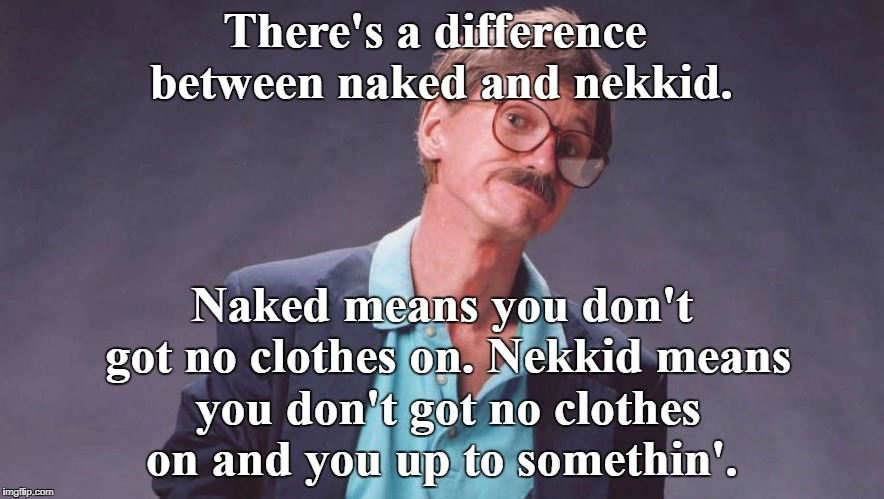 There's a difference
between naked and nekkid.
Naked means you don't
got no clothes on. Nekkid means
you don't got no clothes
on and you up to somethin'.
imgflip.com